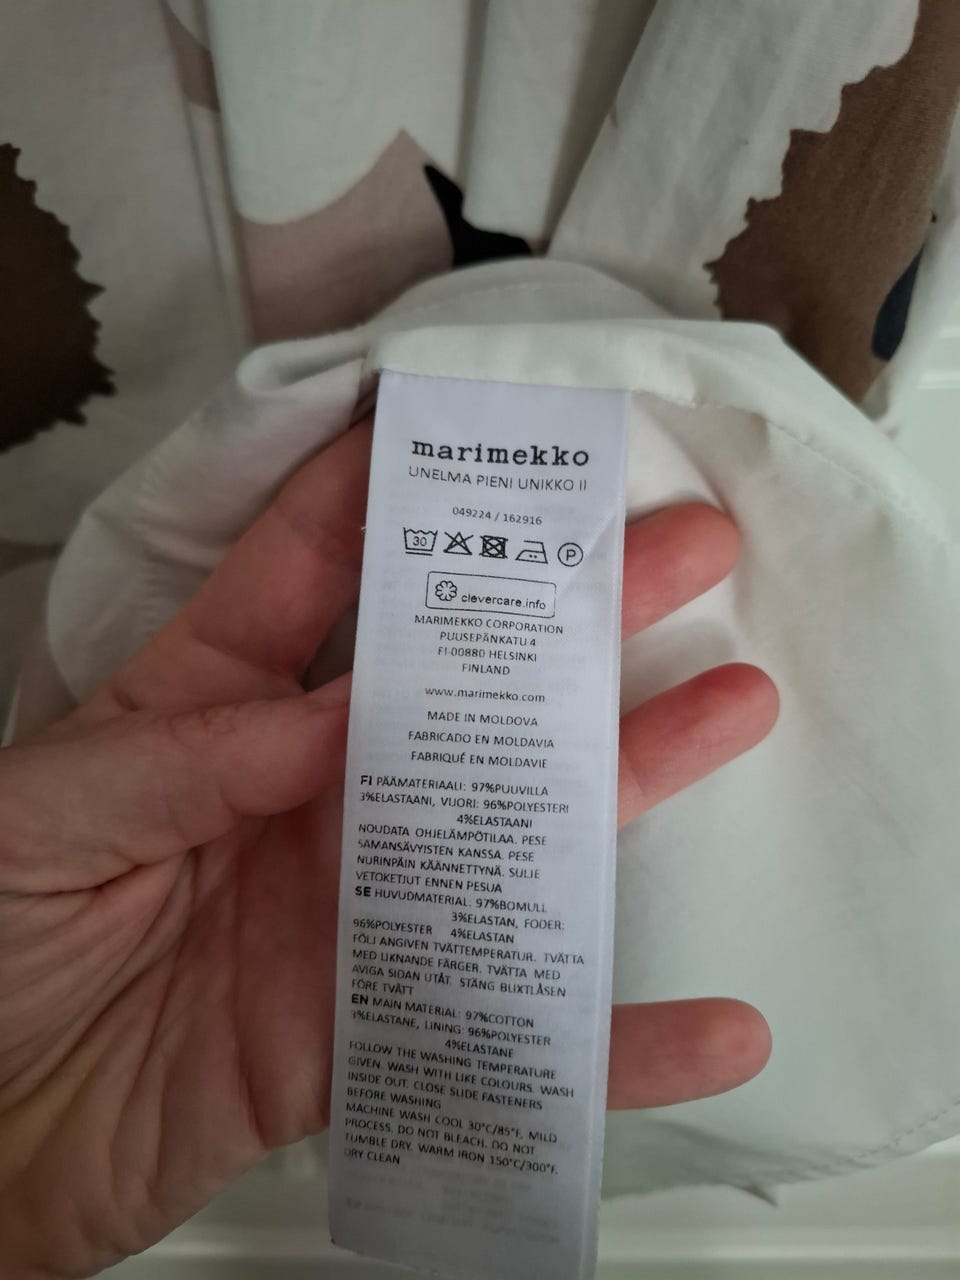 marimekko
UNELMA PIENI UNIKKO II
049224 / 162916
30
P
clevercare.info
MARIMEKKO CORPORATION
PUUSEPÄNKATU 4
FI-00880 HELSINKI
FINLAND
www.marimekko.com
MADE IN MOLDOVA
FABRICADO EN MOLDAVIA
FABRIQUÉ EN MOLDAVIE
FI PÄÄMATERIAALI: 97%PUUVILLA
3%ELASTAANI, VUORI: 96%POLYESTERI
4%ELASTAANI
NOUDATA OHJELÄMPÖTILAA. PESE
SAMANSÄVYISTEN KANSSA. PESE
NURINPÄIN KÄÄNNETTYNÄ. SULJE
VETOKETJUT ENNEN PESUA
SE HUVUDMATERIAL: 97%BOMULL
3%ELASTAN, FODER:
96%POLYESTER 4%ELASTAN
FÖLJ ANGIVEN TVÄTTEMPERATUR. TVÄTTA
MED LIKNANDE FÄRGER. TVÄTTA MED
AVIGA SIDAN UTÅT. STÄNG BLIXTLÅSEN
FÖRE TVÄTT
EN MAIN MATERIAL: 97%COTTON
3%ELASTANE, LINING: 96%POLYESTER
4%ELASTANE
FOLLOW THE WASHING TEMPERATURE
GIVEN. WASH WITH LIKE COLOURS. WASH
INSIDE OUT. CLOSE SLIDE FASTENERS
BEFORE WASHING
MACHINE WASH COOL 30°C/85°F, MILD
PROCESS. DO NOT BLEACH. DO NOT
TUMBLE DRY. WARM IRON 150°C/300°F.
DRY CLEAN